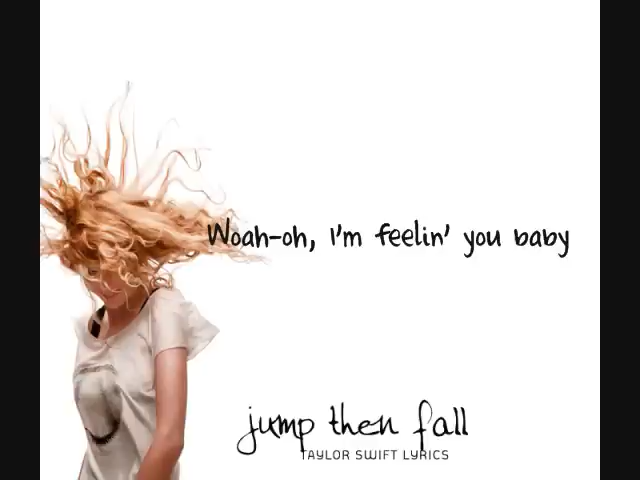 Woah-oh, I'm feelin' you baby
jump then fall
TAYLOR SWIFT LYRICS